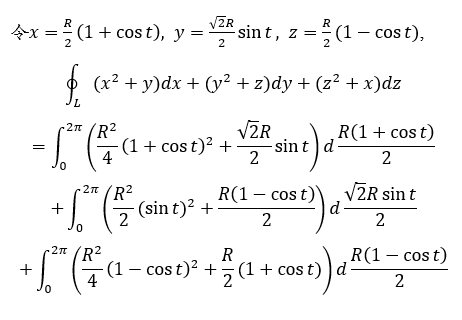 令x = R/2 (1 + cos t), y = √2R/2 sin t, z = R/2 (1 − cos t),
∮_L (x² + y)dx + (y² + z)dy + (z² + x)dz
= ∫_0^{2π} (R²/4 (1 + cos t)² + √2R/2 sin t) d R(1 + cos t)/2
+ ∫_0^{2π} (R²/2 (sin t)² + R(1 − cos t)/2) d √2R sin t/2
+ ∫_0^{2π} (R²/4 (1 − cos t)² + R/2 (1 + cos t)) d R(1 − cos t)/2